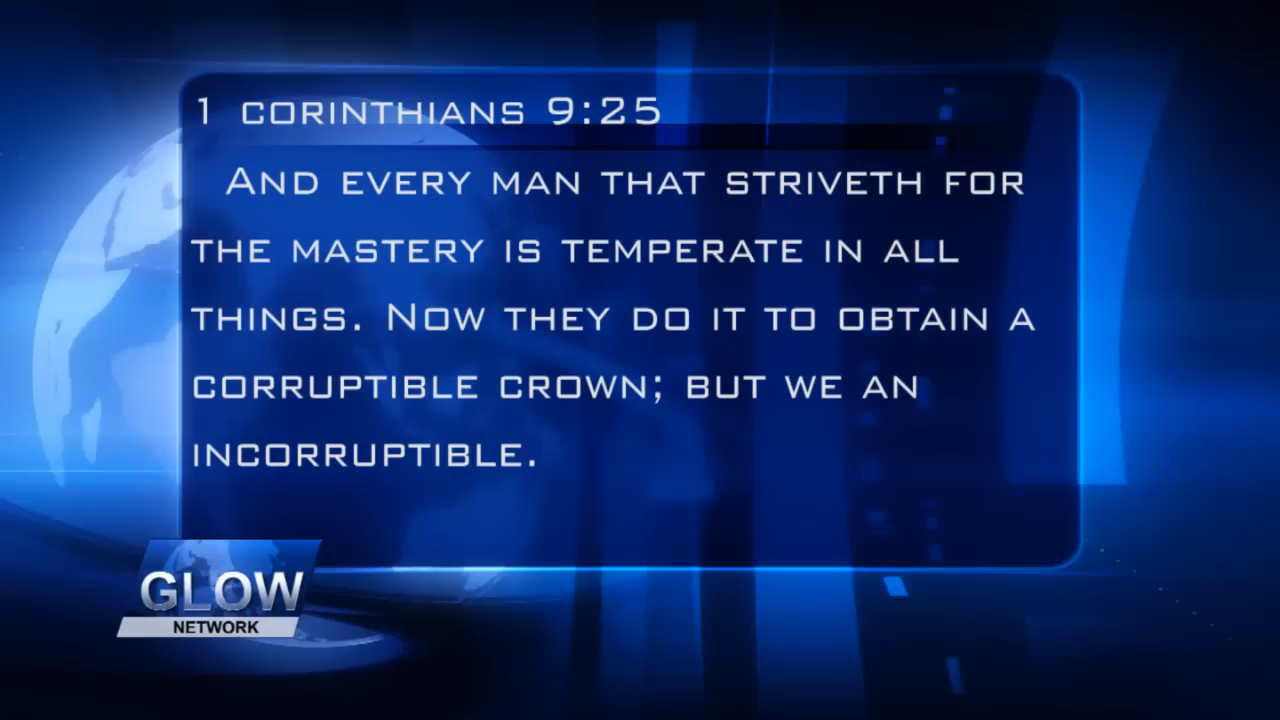 1 CORINTHIANS 9:25
AND EVERY MAN THAT STRIVETH FOR
THE MASTERY IS TEMPERATE IN ALL
THINGS. NOW THEY DO IT TO OBTAIN A
CORRUPTIBLE CROWN; BUT WE AN
INCORRUPTIBLE.
GLOW
NETWORK